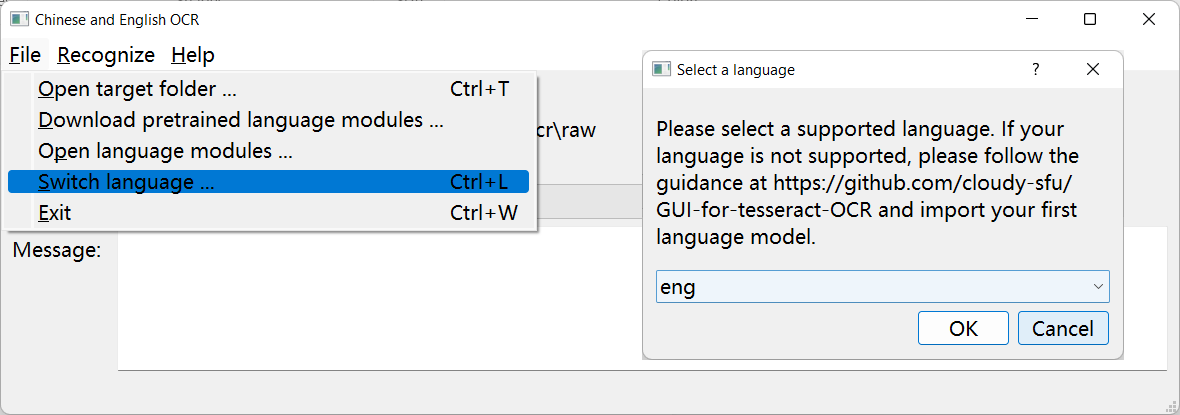 Chinese and English OCR
File Recognize Help
Open target folder ... Ctrl+T
Download pretrained language modules ...
Open language modules ...
Switch language ... Ctrl+L
Exit Ctrl+W
cr\raw
Message:
Select a language
?
Please select a supported language. If your
language is not supported, please follow the
guidance at https://github.com/cloudy-sfu/
GUI-for-tesseract-OCR and import your first
language model.
eng
OK Cancel